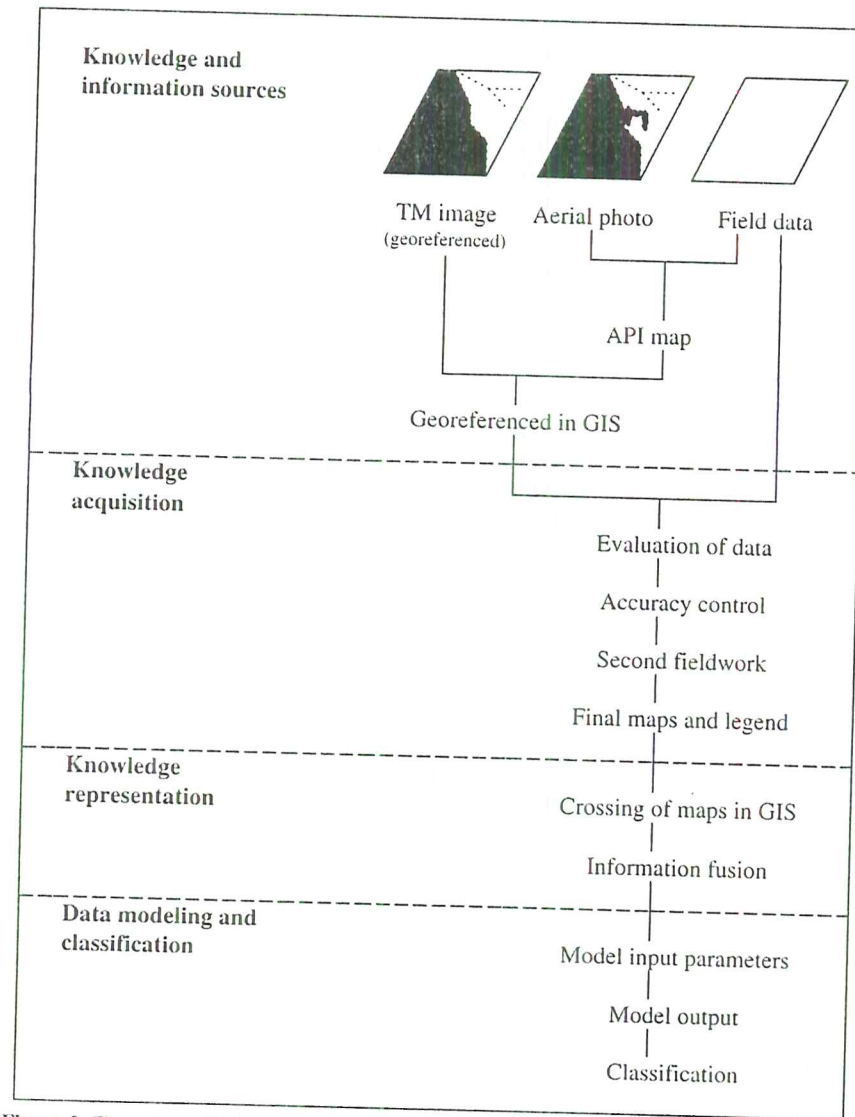 Knowledge and
information sources
TM image
(georeferenced)
Aerial photo
Field data
API map
Georeferenced in GIS
Knowledge
acquisition
Evaluation of data
Accuracy control
Second fieldwork
Final maps and legend
Knowledge
representation
Crossing of maps in GIS
Information fusion
Data modeling and
classification
Model input parameters
Model output
Classification